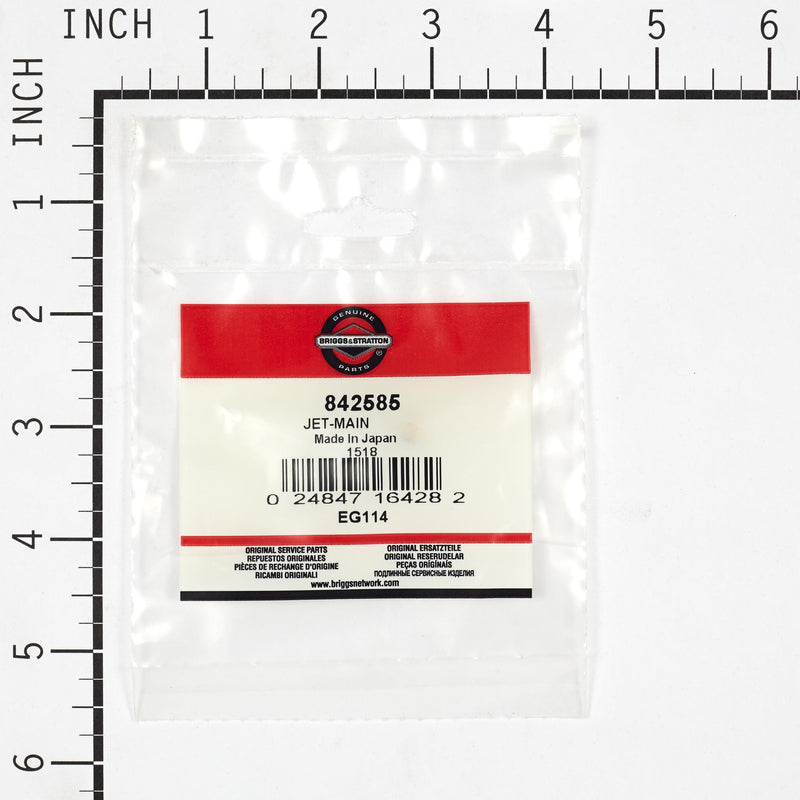 INCH 1 2 3 4 5 6
INCH
1
2
3
4
5
6
GENUINE
BRIGGS&STRATTON
®
PARTS
842585
JET-MAIN
Made In Japan
1518
0 24847 16428 2
EG114
ORIGINAL SERVICE PARTS ORIGINAL ERSATZTEILE
REPUESTOS ORIGINALES ORIGINAL RESERUDELAR
PIÈCES DE RECHANGE D'ORIGINE PEÇAS ORIGÍNAIS
RICAMBI ORIGINALI ПОДЛИННЫЕ СЕРВИСНЫЕ ИЗДЕЛИЯ
www.briggsnetwork.com